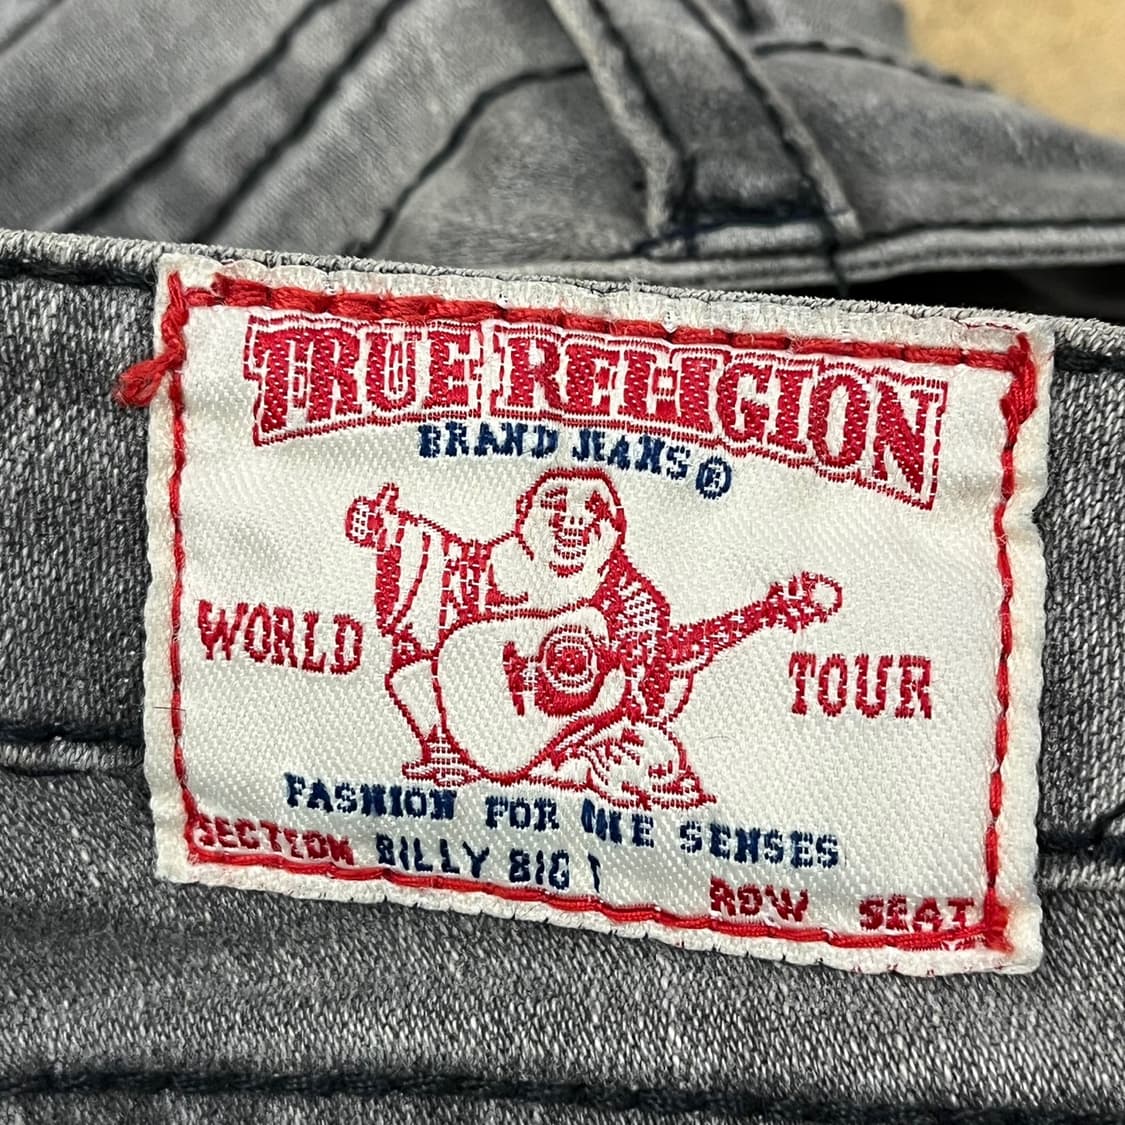 TRUE RELIGION
BRAND JEANS®
WORLD TOUR
FASHION FOR THE SENSES
SECTION BILLY BIG T
ROW SEAT